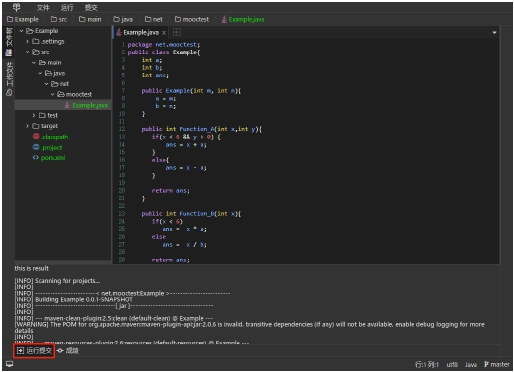 文件 运行 提交
Example src main java net mooctest Example.java
Example
.settings
src
main
java
net
mooctest
Example.java
test
target
.classpath
.project
pom.xml
Example.java ×
1 package net.mooctest;
2 public class Example{
3 int a;
4 int b;
5 int ans;
6
7 public Example(int m, int n){
8 a = m;
9 b = n;
10 }
11
12 public int Function_A(int x,int y){
13 if(x < 6 && y > 0) {
14 ans = x + a;
15 }
16 else{
17 ans = x - a;
18 }
19
20 return ans;
21 }
22
23 public int Function_B(int x){
24 if(x < 6)
25 ans = x * a;
26 else
27 ans = x / b;
28
29 return ans;
this is result
[INFO] Scanning for projects...
[INFO]
[INFO] ------------------------< net.mooctest:Example >------------------------
[INFO] Building Example 0.0.1-SNAPSHOT
[INFO] --------------------------------[ jar ]---------------------------------
[INFO]
[INFO] --- maven-clean-plugin:2.5:clean (default-clean) @ Example ---
[WARNING] The POM for org.apache.maven:maven-plugin-api:jar:2.0.6 is invalid, transitive dependencies (if any) will not be available, enable debug logging for more
details
[INFO]
[INFO] --- maven-resources-plugin:2.6:resources (default-resources) @ Example ---
运行提交 成绩
行:1 列:1 utf8 Java master